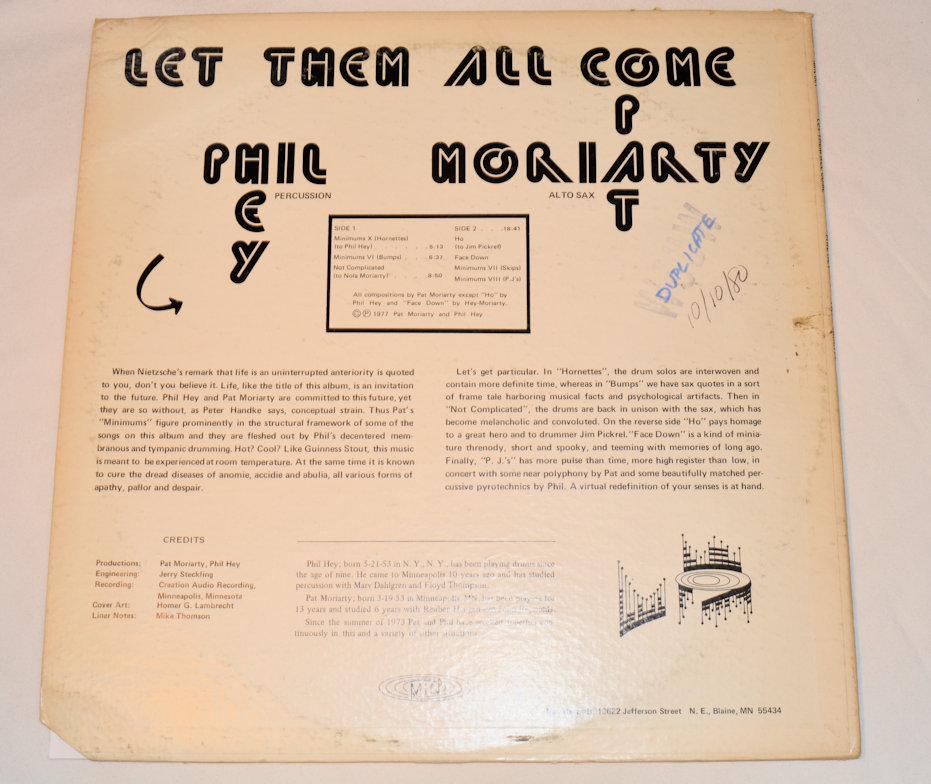 LET THEM ALL COME
PAT
PHIL
HEY
MORIARTY
PERCUSSION
ALTO SAX
SIDE 1
Minimums X (Hornettes)
(to Phil Hey) . . . . . . . 6:13
Minimums VI (Bumps) . . 6:37
Not Complicated
(to Nola Moriarty) . . . . 8:50
SIDE 2 . . . 18:41
Ho
(to Jim Pickrel)
Face Down
Minimums VII (Skips)
Minimums VIII (P.J's)
All compositions by Pat Moriarty except "Ho" by
Phil Hey and "Face Down" by Hey-Moriarty.
© ℗ 1977 Pat Moriarty and Phil Hey
DUPLICATE
10/10/80
When Nietzsche's remark that life is an uninterrupted anteriority is quoted
to you, don't you believe it. Life, like the title of this album, is an invitation
to the future. Phil Hey and Pat Moriarty are committed to this future, yet
they are so without, as Peter Handke says, conceptual strain. Thus Pat's
"Minimums" figure prominently in the structural framework of some of the
songs on this album and they are fleshed out by Phil's decentered mem-
branous and tympanic drumming. Hot? Cool? Like Guinness Stout, this music
is meant to be experienced at room temperature. At the same time it is known
to cure the dread diseases of anomie, accidie and abulia, all various forms of
apathy, pallor and despair.
Let's get particular. In "Hornettes", the drum solos are interwoven and
contain more definite time, whereas in "Bumps" we have sax quotes in a sort
of frame tale harboring musical facts and psychological artifacts. Then in
"Not Complicated", the drums are back in unison with the sax, which has
become melancholic and convoluted. On the reverse side "Ho" pays homage
to a great hero and to drummer Jim Pickrel. "Face Down" is a kind of minia-
ture threnody, short and spooky, and teeming with memories of long ago.
Finally, "P. J.'s" has more pulse than time, more high register than low, in
concert with some near polyphony by Pat and some beautifully matched per-
cussive pyrotechnics by Phil. A virtual redefinition of your senses is at hand.
CREDITS
Productions: Pat Moriarty, Phil Hey
Engineering: Jerry Steckling
Recording: Creation Audio Recording,
Minneapolis, Minnesota
Cover Art: Homer G. Lambrecht
Liner Notes: Mike Thomson
Phil Hey; born 3-21-53 in N. Y., N. Y., has been playing drums since
the age of nine. He came to Minneapolis 10 years ago and has studied
percussion with Marv Dahlgren and Floyd Thompson.
Pat Moriarty; born 3-19-53 in Minneapolis MN, has been playing for
13 years and studied 6 years with Reuben
Since the summer of 1973 Pat and Phil have worked together con-
tinuously in this and a variety of other situations.
13622 Jefferson Street N. E., Blaine, MN 55434